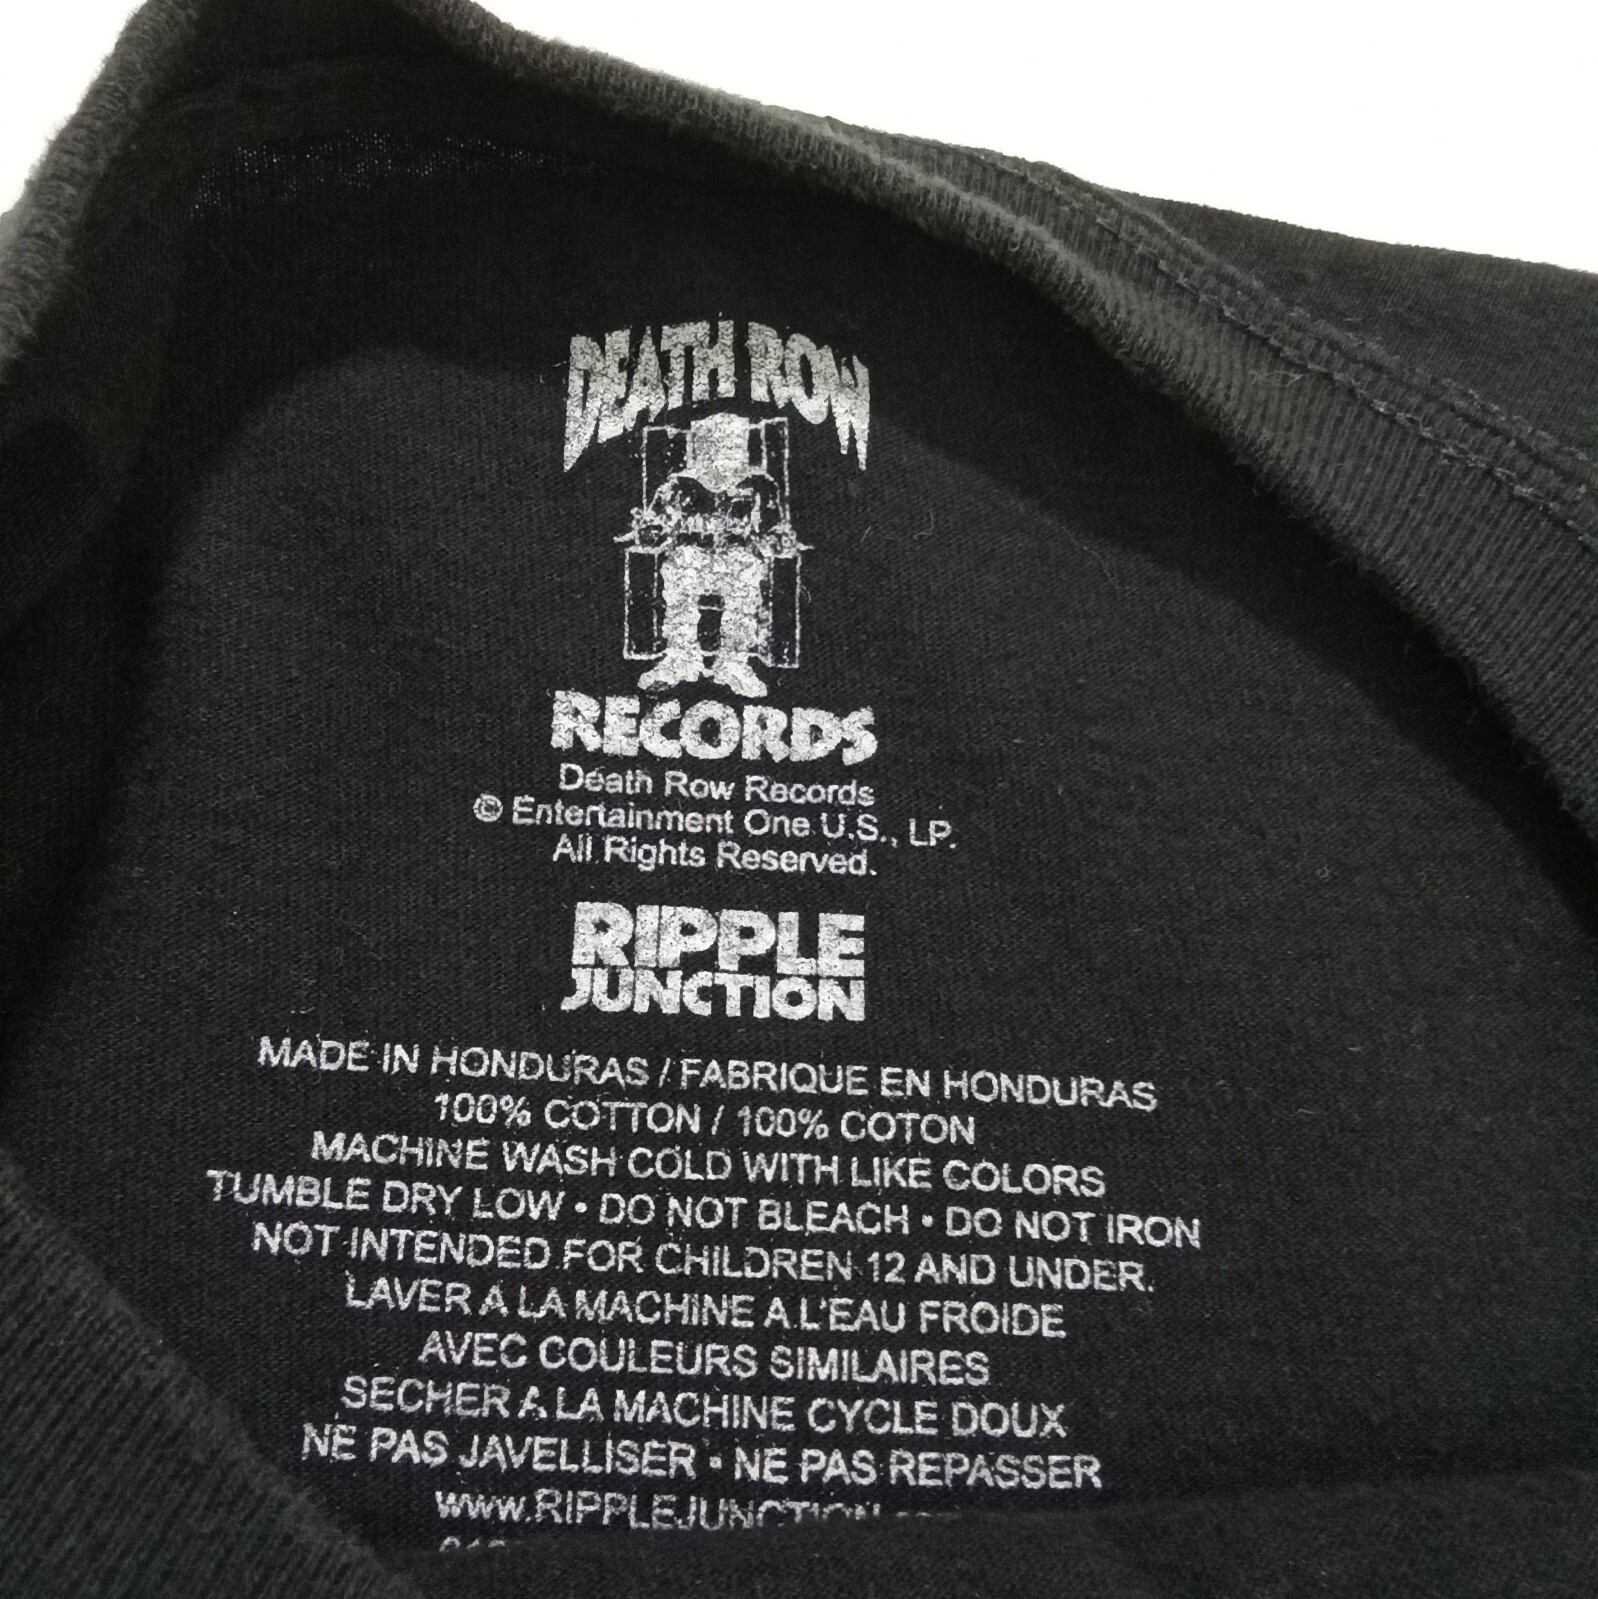 DEATH ROW
RECORDS
Death Row Records
© Entertainment One U.S., LP.
All Rights Reserved.
RIPPLE
JUNCTION
MADE IN HONDURAS / FABRIQUE EN HONDURAS
100% COTTON / 100% COTON
MACHINE WASH COLD WITH LIKE COLORS
TUMBLE DRY LOW • DO NOT BLEACH • DO NOT IRON
NOT INTENDED FOR CHILDREN 12 AND UNDER.
LAVER A LA MACHINE A L'EAU FROIDE
AVEC COULEURS SIMILAIRES
SECHER A LA MACHINE CYCLE DOUX
NE PAS JAVELLISER • NE PAS REPASSER
www.RIPPLEJUNCTION